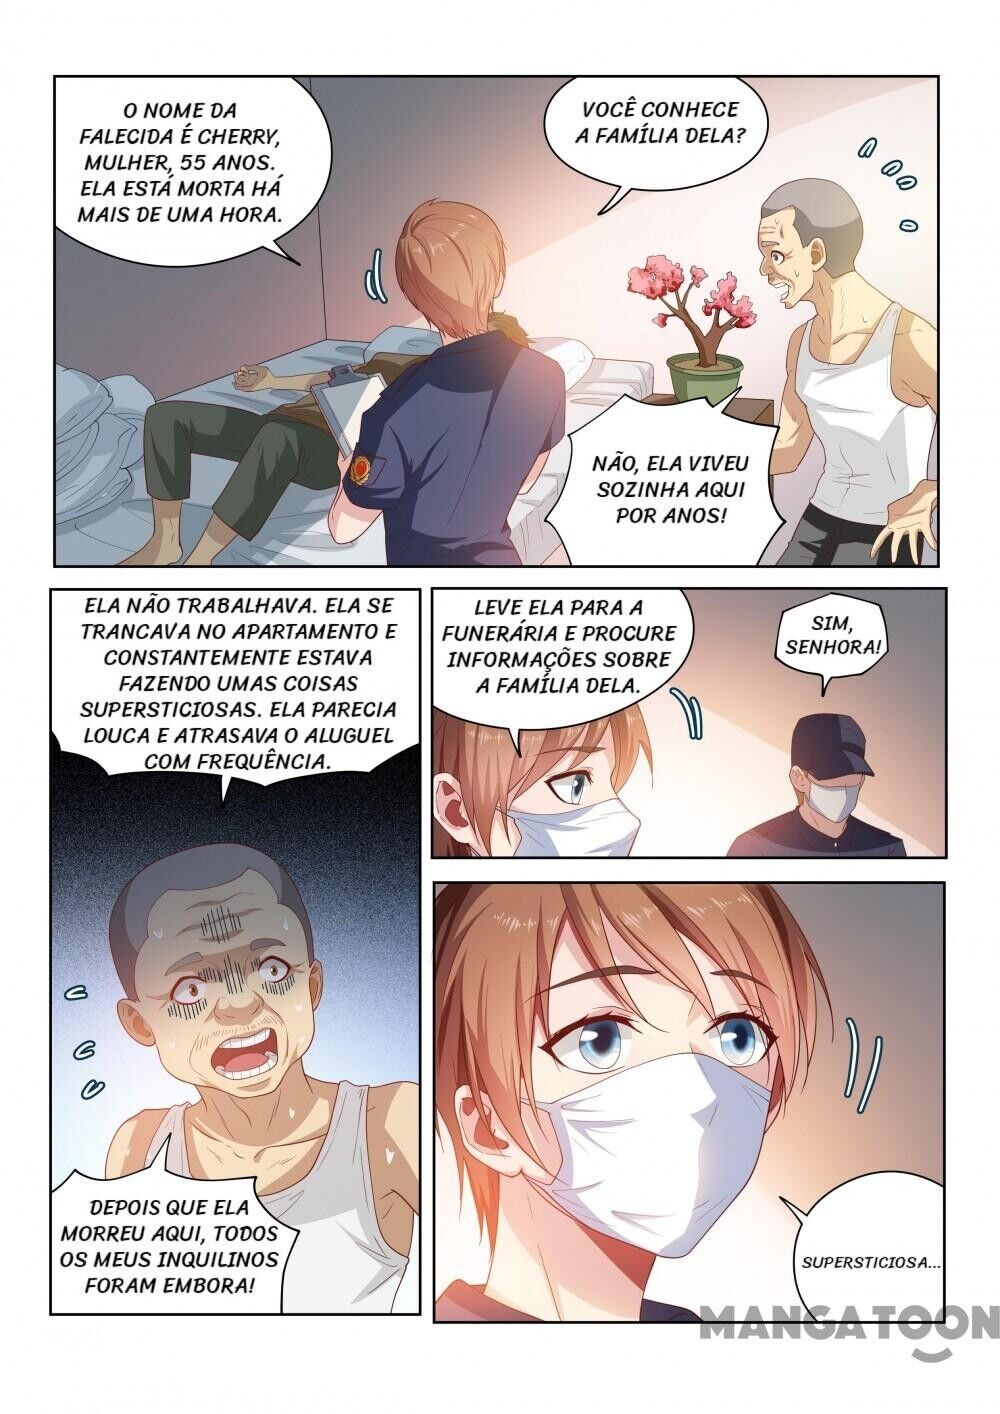 O NOME DA
FALECIDA É CHERRY,
MULHER, 55 ANOS.
ELA ESTÁ MORTA HÁ
MAIS DE UMA HORA.
VOCÊ CONHECE
A FAMÍLIA DELA?
NÃO, ELA VIVEU
SOZINHA AQUI
POR ANOS!
ELA NÃO TRABALHAVA. ELA SE
TRANCAVA NO APARTAMENTO E
CONSTANTEMENTE ESTAVA
FAZENDO UMAS COISAS
SUPERSTICIOSAS. ELA PARECIA
LOUCA E ATRASAVA O ALUGUEL
COM FREQUÊNCIA.
DEPOIS QUE ELA
MORREU AQUI, TODOS
OS MEUS INQUILINOS
FORAM EMBORA!
LEVE ELA PARA A
FUNERÁRIA E PROCURE
INFORMAÇÕES SOBRE
A FAMÍLIA DELA.
SIM,
SENHORA!
SUPERSTICIOSA...
MANGATOON